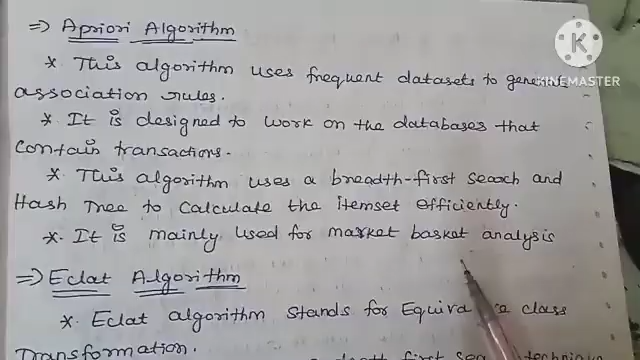 ⇒ Apriori Algorithm
* This algorithm uses frequent datasets to generate
association rules.
* It is designed to work on the databases that
contain transactions.
* This algorithm uses a breadth-first search and
Hash Tree to calculate the itemset efficiently.
* It is mainly used for market basket analysis
⇒ Eclat Algorithm
* Eclat algorithm stands for class
Transformation.
first technique
KINEMASTER